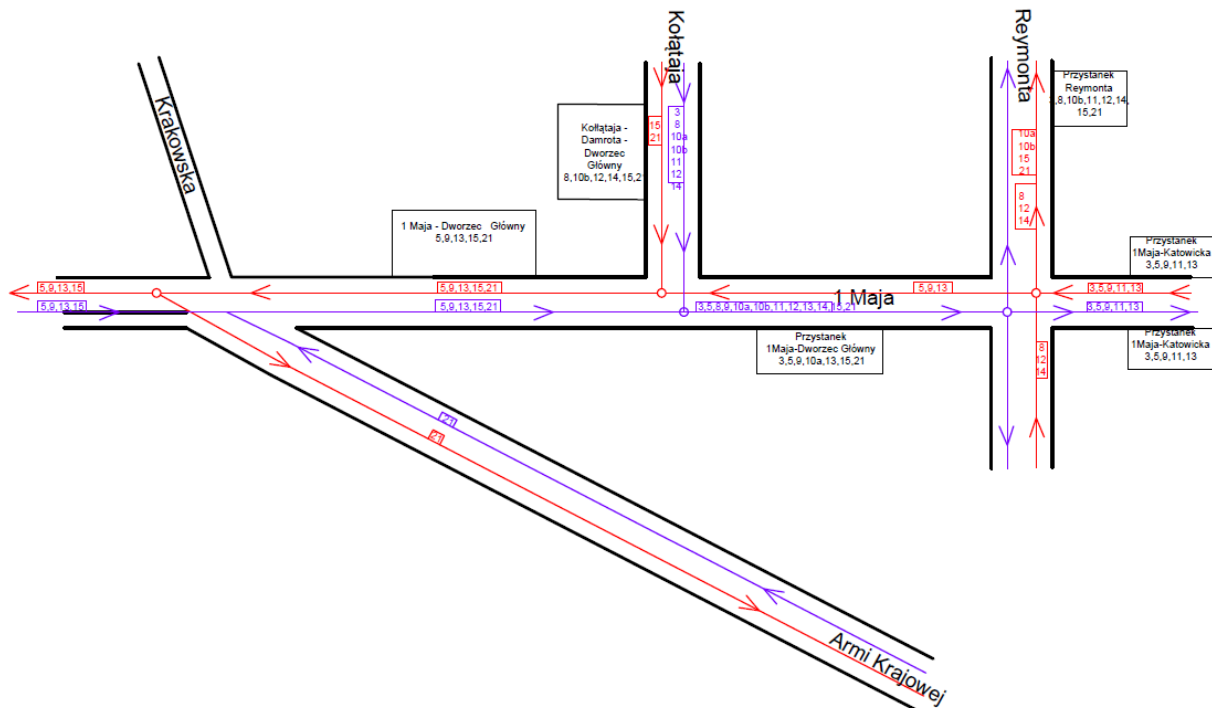 Krakowska
Kołątaja
Reymonta
Kołłątaja -
Damrota -
Dworzec
Główny
8,10b,12,14,15,21
15
21
3
8
10a
10b
11
12
14
Przystanek
Reymonta
,8,10b,11,12,14,
15,21
10a
10b
15
21
8
12
14
1 Maja - Dworzec Główny
5,9,13,15,21
Przystanek
1Maja-Katowicka
3,5,9,11,13
5,9,13,15
5,9,13,15,21
5,9,13
3,5,9,11,13
1 Maja
5,9,13,15
5,9,13,15,21
3,5,8,9,10a,10b,11,12,13,14,15,21
3,5,9,11,13
Przystanek
1Maja-Dworzec Główny
3,5,9,10a,13,15,21
8
12
14
Przystanek
1Maja-Katowicka
3,5,9,11,13
21
21
Armi Krajowej